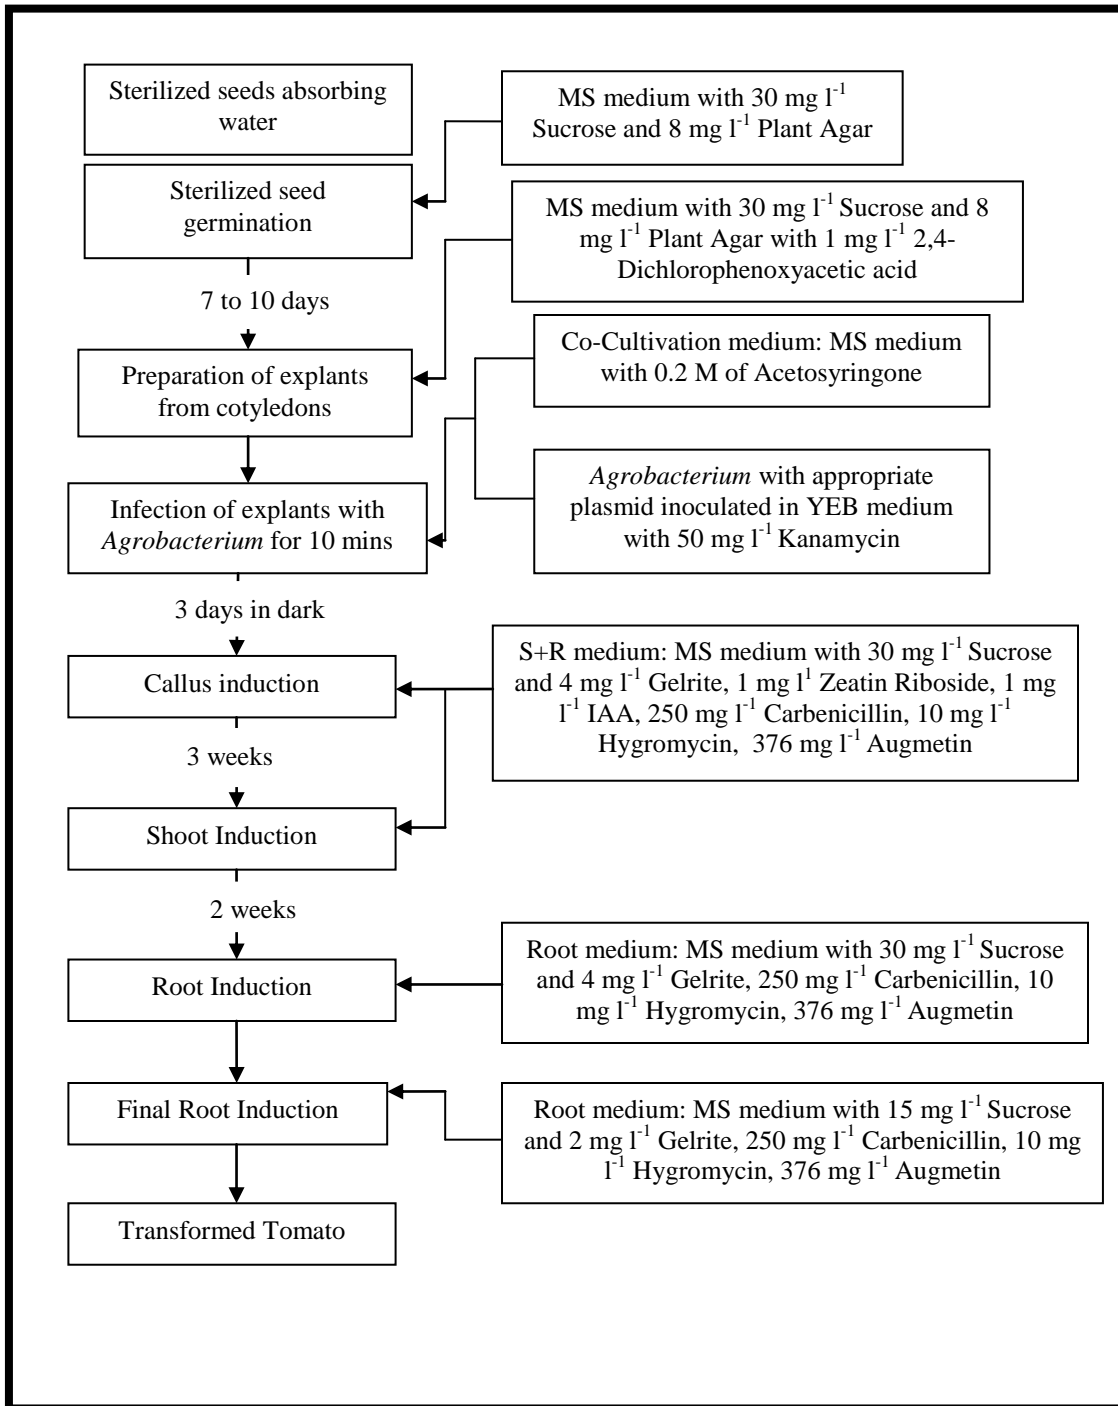 Sterilized seeds absorbing
water
MS medium with 30 mg l⁻¹
Sucrose and 8 mg l⁻¹ Plant Agar
Sterilized seed
germination
MS medium with 30 mg l⁻¹ Sucrose and 8
mg l⁻¹ Plant Agar with 1 mg l⁻¹ 2,4-
Dichlorophenoxyacetic acid
7 to 10 days
Preparation of explants
from cotyledons
Co-Cultivation medium: MS medium
with 0.2 M of Acetosyringone
Agrobacterium with appropriate
plasmid inoculated in YEB medium
with 50 mg l⁻¹ Kanamycin
Infection of explants with
Agrobacterium for 10 mins
3 days in dark
Callus induction
S+R medium: MS medium with 30 mg l⁻¹ Sucrose
and 4 mg l⁻¹ Gelrite, 1 mg l¹ Zeatin Riboside, 1 mg
l⁻¹ IAA, 250 mg l⁻¹ Carbenicillin, 10 mg l⁻¹
Hygromycin, 376 mg l⁻¹ Augmetin
3 weeks
Shoot Induction
2 weeks
Root Induction
Root medium: MS medium with 30 mg l⁻¹ Sucrose
and 4 mg l⁻¹ Gelrite, 250 mg l⁻¹ Carbenicillin, 10
mg l⁻¹ Hygromycin, 376 mg l⁻¹ Augmetin
Final Root Induction
Root medium: MS medium with 15 mg l⁻¹ Sucrose
and 2 mg l⁻¹ Gelrite, 250 mg l⁻¹ Carbenicillin, 10 mg
l⁻¹ Hygromycin, 376 mg l⁻¹ Augmetin
Transformed Tomato